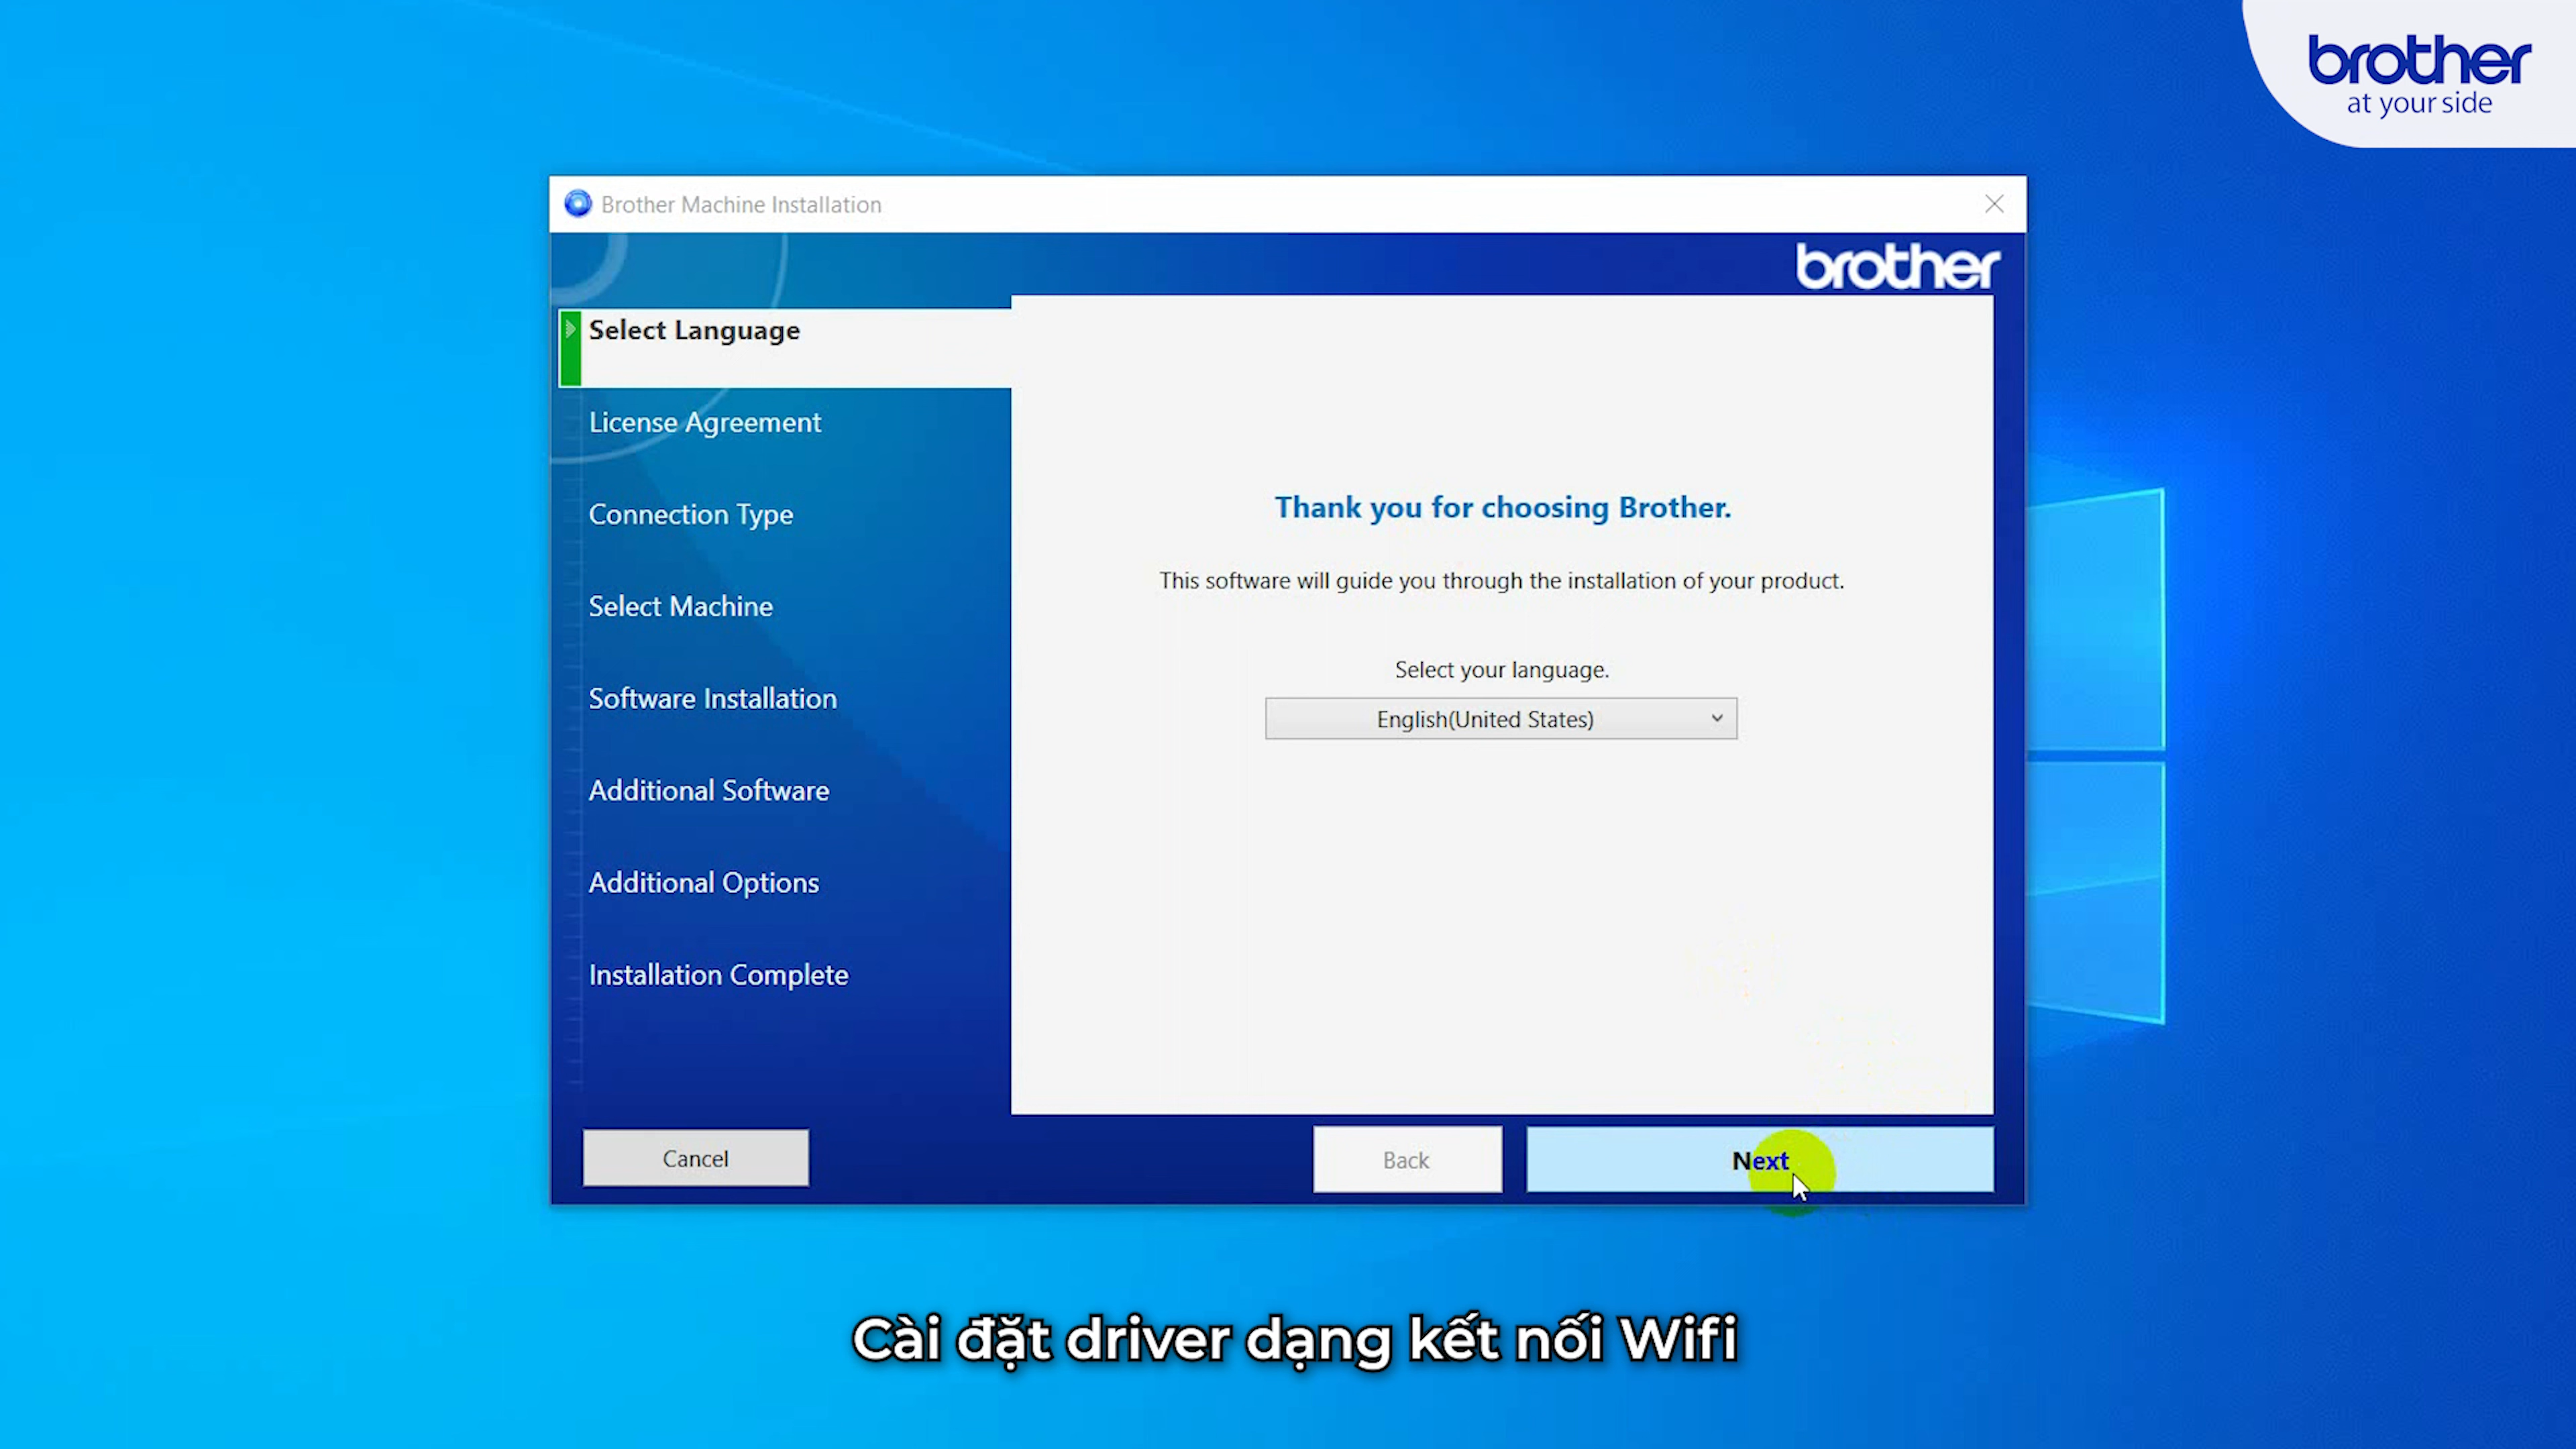 brother
at your side
Brother Machine Installation
brother
Select Language
License Agreement
Connection Type
Select Machine
Software Installation
Additional Software
Additional Options
Installation Complete
Thank you for choosing Brother.
This software will guide you through the installation of your product.
Select your language.
English(United States)
Cancel
Back
Next
Cài đặt driver dạng kết nối Wifi